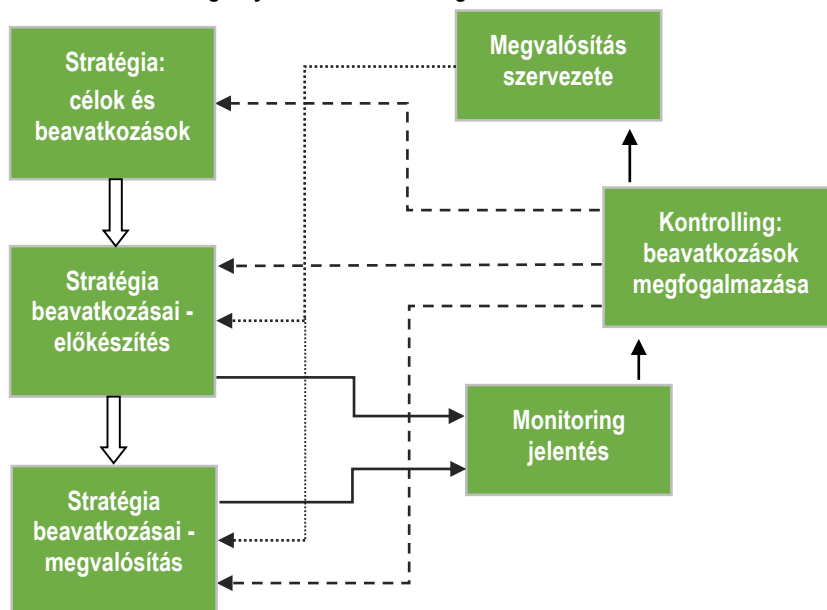 Stratégia:
célok és
beavatkozások
Megvalósítás
szervezete
Kontrolling:
beavatkozások
megfogalmazása
Stratégia
beavatkozásai -
előkészítés
Monitoring
jelentés
Stratégia
beavatkozásai -
megvalósítás